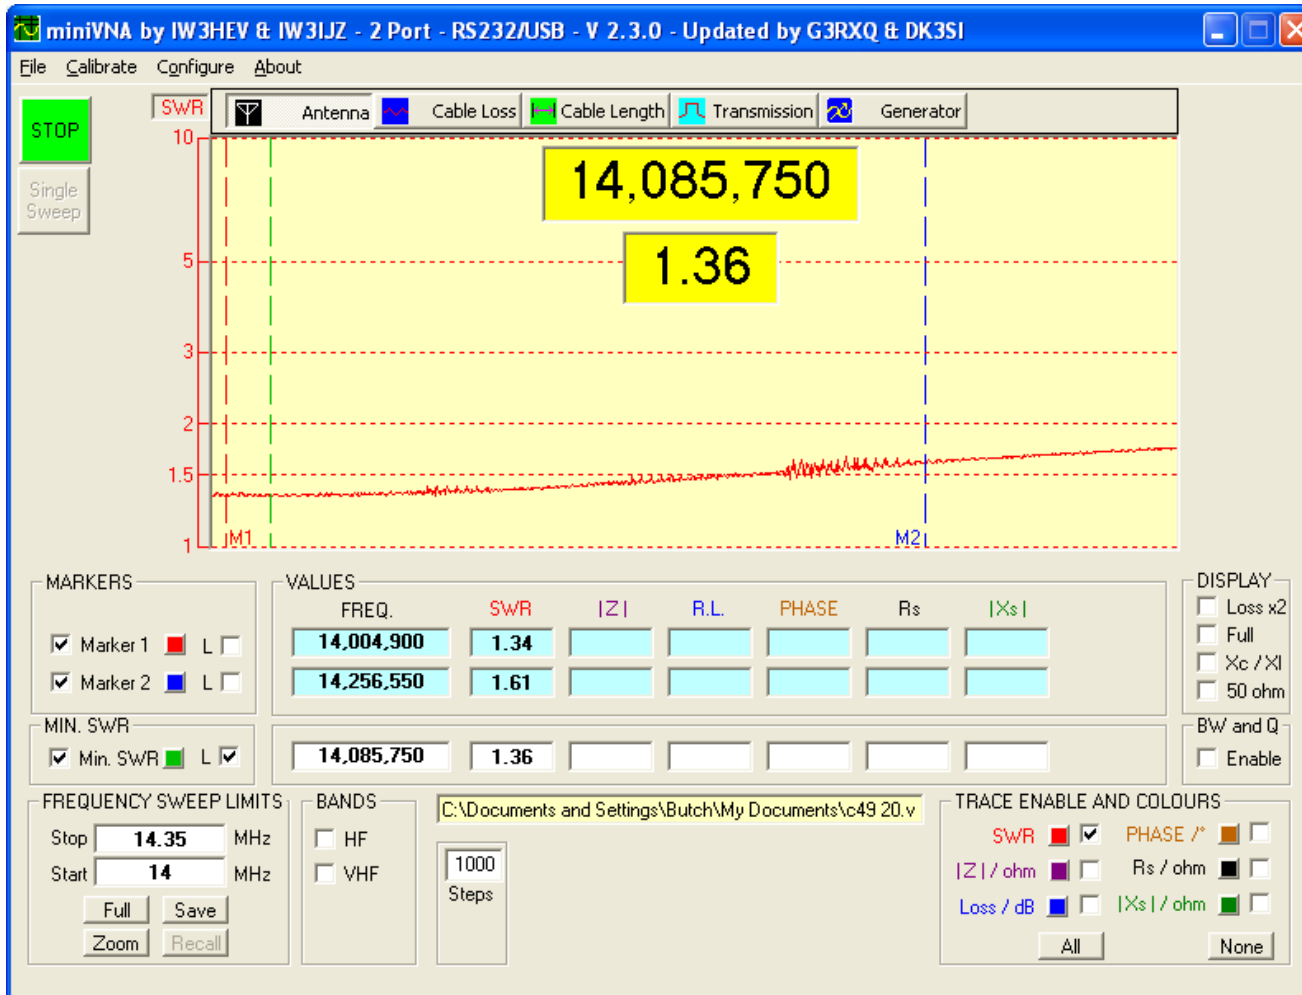 miniVNA by IW3HEV & IW3IJZ - 2 Port - RS232/USB - V 2.3.0 - Updated by G3RXQ & DK3SI
File Calibrate Configure About
STOP
Single
Sweep
SWR
Antenna Cable Loss Cable Length Transmission Generator
10
5
3
2
1.5
1
14,085,750
1.36
M1
M2
MARKERS
Marker 1 L
Marker 2 L
VALUES
FREQ. SWR |Z| R.L. PHASE Rs |Xs|
14,004,900 1.34
14,256,550 1.61
DISPLAY
Loss x2
Full
Xc / Xl
50 ohm
MIN. SWR
Min. SWR L
14,085,750 1.36
BW and Q
Enable
FREQUENCY SWEEP LIMITS
Stop 14.35 MHz
Start 14 MHz
Full Save
Zoom Recall
BANDS
HF
VHF
C:\Documents and Settings\Butch\My Documents\c49 20.v
1000
Steps
TRACE ENABLE AND COLOURS
SWR PHASE /°
|Z| / ohm Rs / ohm
Loss / dB |Xs| / ohm
All None